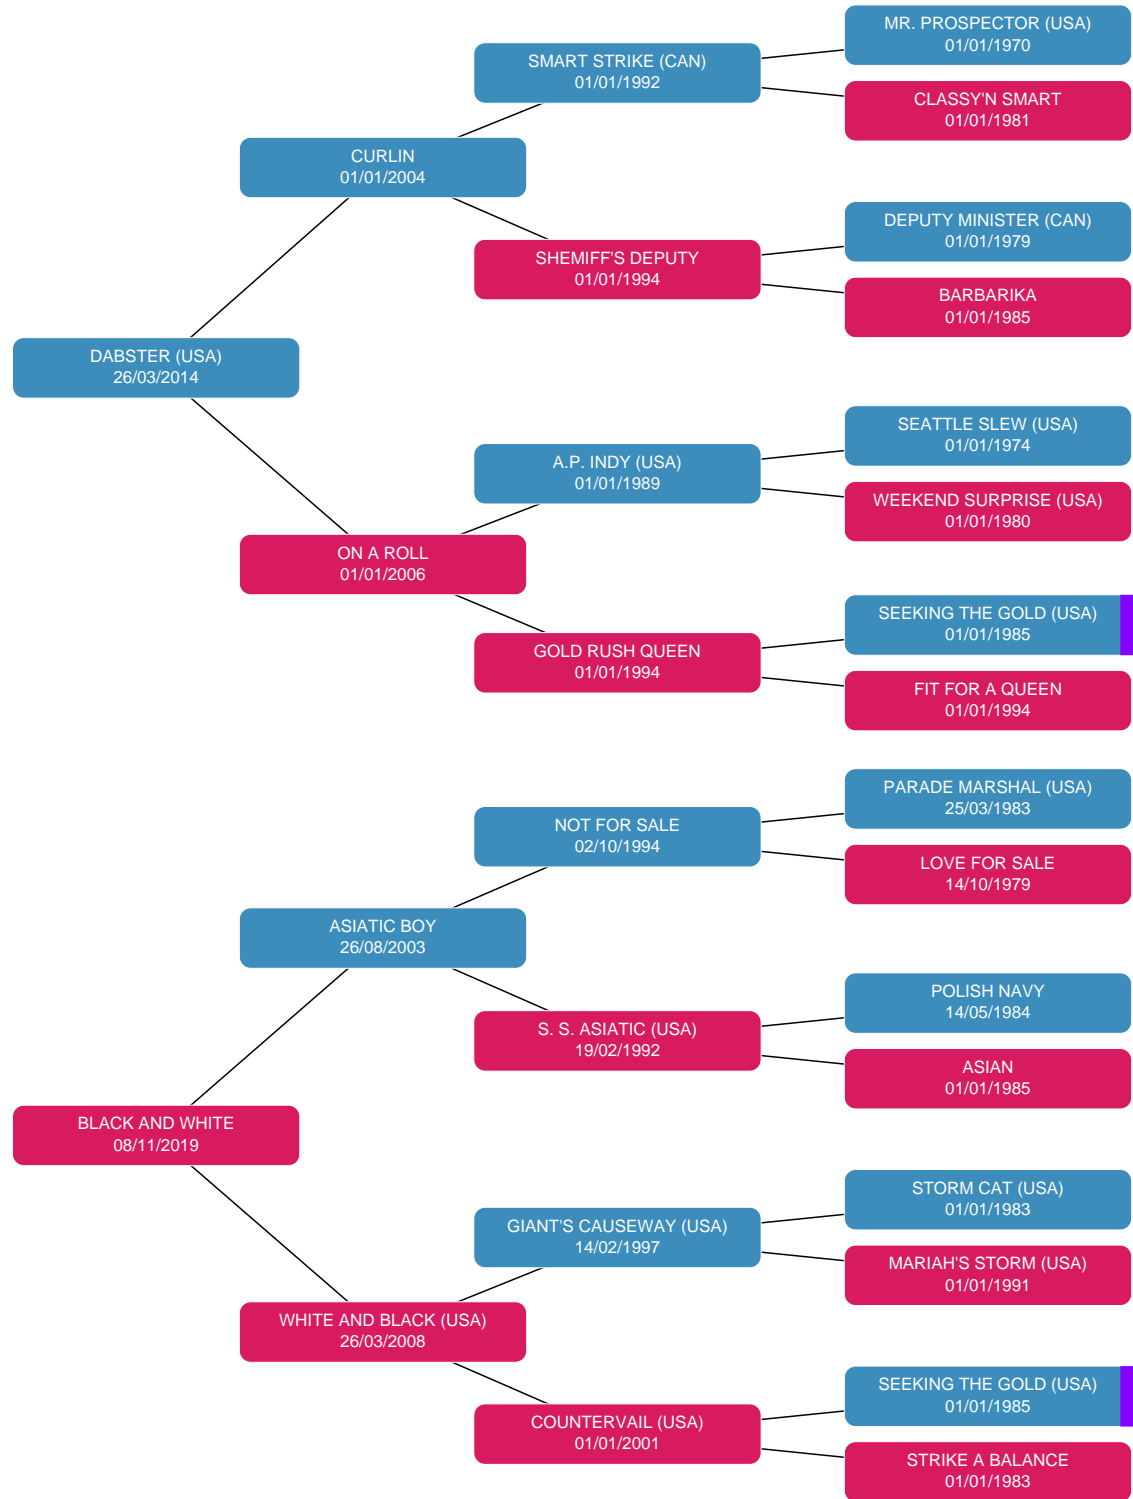 MR. PROSPECTOR (USA)
01/01/1970
SMART STRIKE (CAN)
01/01/1992
CLASSY'N SMART
01/01/1981
CURLIN
01/01/2004
DEPUTY MINISTER (CAN)
01/01/1979
SHEMIFF'S DEPUTY
01/01/1994
BARBARIKA
01/01/1985
DABSTER (USA)
26/03/2014
SEATTLE SLEW (USA)
01/01/1974
A.P. INDY (USA)
01/01/1989
WEEKEND SURPRISE (USA)
01/01/1980
ON A ROLL
01/01/2006
SEEKING THE GOLD (USA)
01/01/1985
GOLD RUSH QUEEN
01/01/1994
FIT FOR A QUEEN
01/01/1994
PARADE MARSHAL (USA)
25/03/1983
NOT FOR SALE
02/10/1994
LOVE FOR SALE
14/10/1979
ASIATIC BOY
26/08/2003
POLISH NAVY
14/05/1984
S. S. ASIATIC (USA)
19/02/1992
ASIAN
01/01/1985
BLACK AND WHITE
08/11/2019
STORM CAT (USA)
01/01/1983
GIANT'S CAUSEWAY (USA)
14/02/1997
MARIAH'S STORM (USA)
01/01/1991
WHITE AND BLACK (USA)
26/03/2008
SEEKING THE GOLD (USA)
01/01/1985
COUNTERVAIL (USA)
01/01/2001
STRIKE A BALANCE
01/01/1983